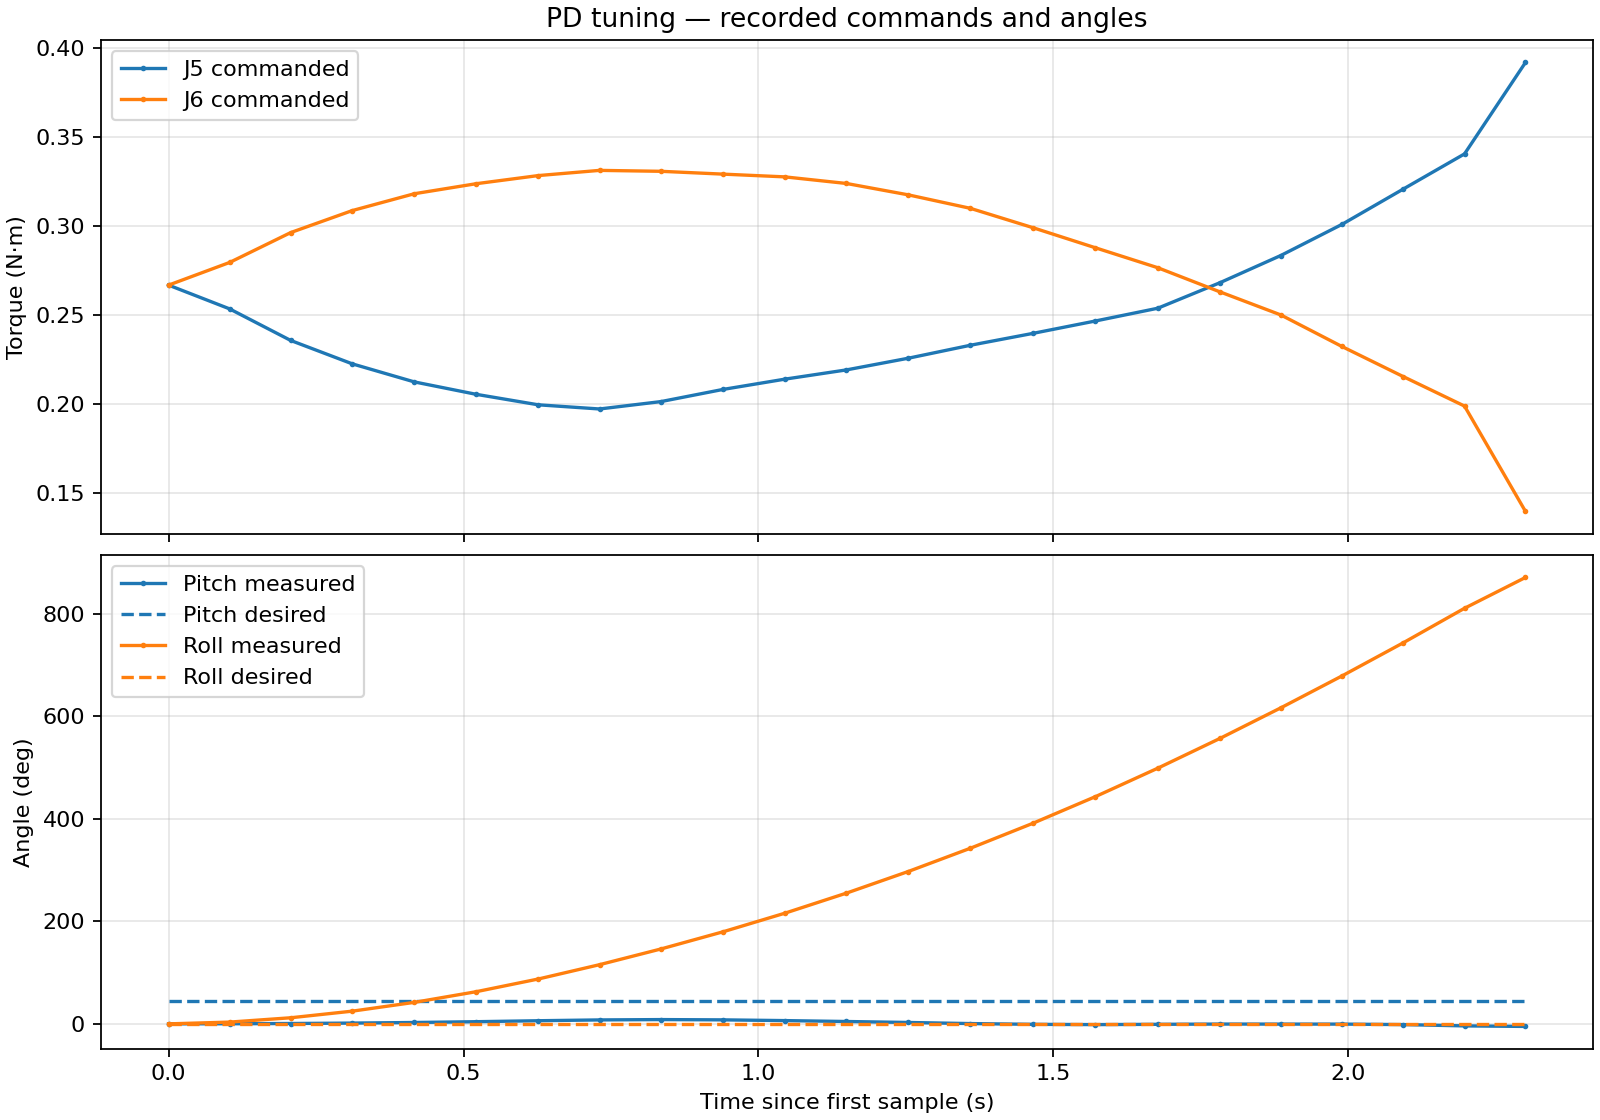 PD tuning — recorded commands and angles
0.40
0.35
0.30
0.25
0.20
0.15
Torque (N·m)
J5 commanded
J6 commanded
800
600
400
200
0
Angle (deg)
Pitch measured
Pitch desired
Roll measured
Roll desired
0.0 0.5 1.0 1.5 2.0
Time since first sample (s)